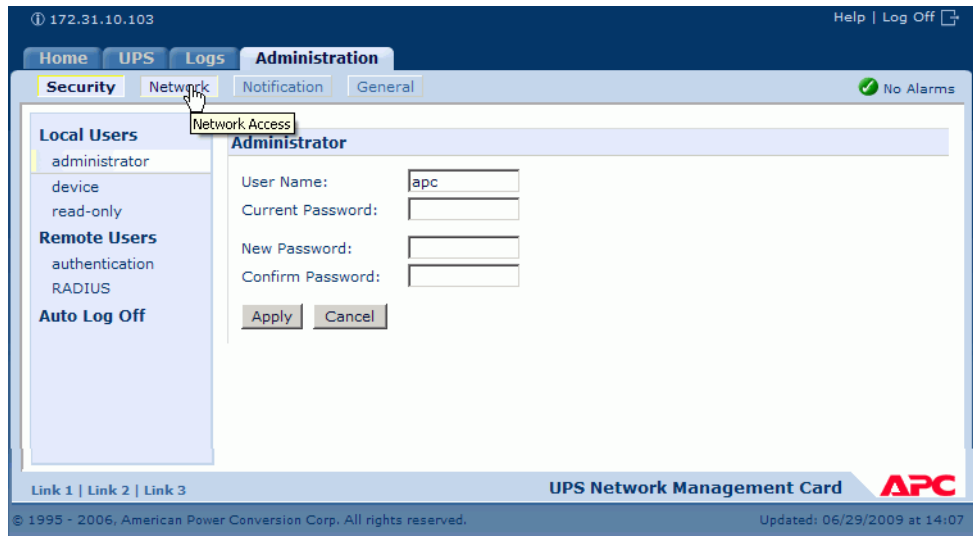 172.31.10.103
Help | Log Off
Home UPS Logs Administration
Security Network Notification General
No Alarms
Network Access
Local Users
administrator
device
read-only
Remote Users
authentication
RADIUS
Auto Log Off
Administrator
User Name: apc
Current Password:
New Password:
Confirm Password:
Apply Cancel
Link 1 | Link 2 | Link 3
UPS Network Management Card
APC
© 1995 - 2006, American Power Conversion Corp. All rights reserved.
Updated: 06/29/2009 at 14:07